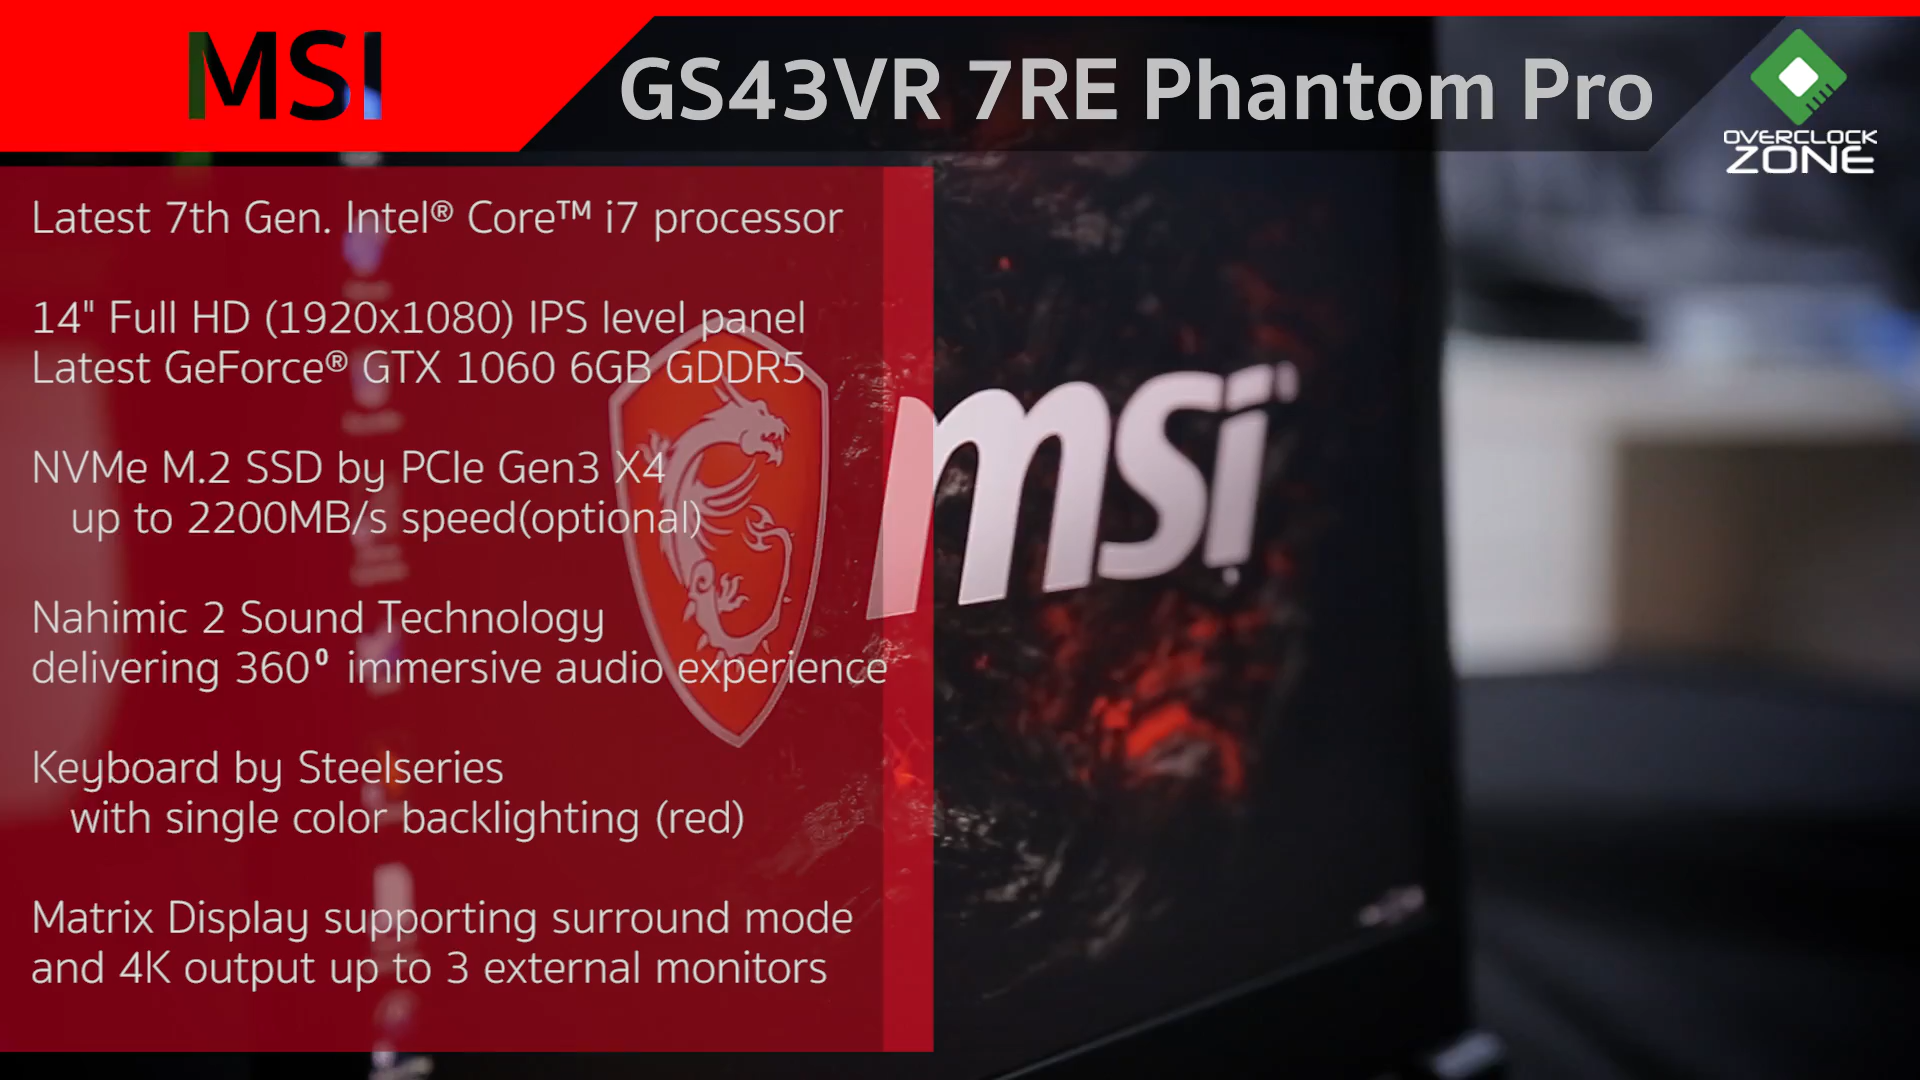 MSI
GS43VR 7RE Phantom Pro
OVERCLOCK
ZONE
Latest 7th Gen. Intel® Core™ i7 processor
14" Full HD (1920x1080) IPS level panel
Latest GeForce® GTX 1060 6GB GDDR5
NVMe M.2 SSD by PCIe Gen3 X4
up to 2200MB/s speed(optional)
Nahimic 2 Sound Technology
delivering 360⁰ immersive audio experience
Keyboard by Steelseries
with single color backlighting (red)
Matrix Display supporting surround mode
and 4K output up to 3 external monitors
msi